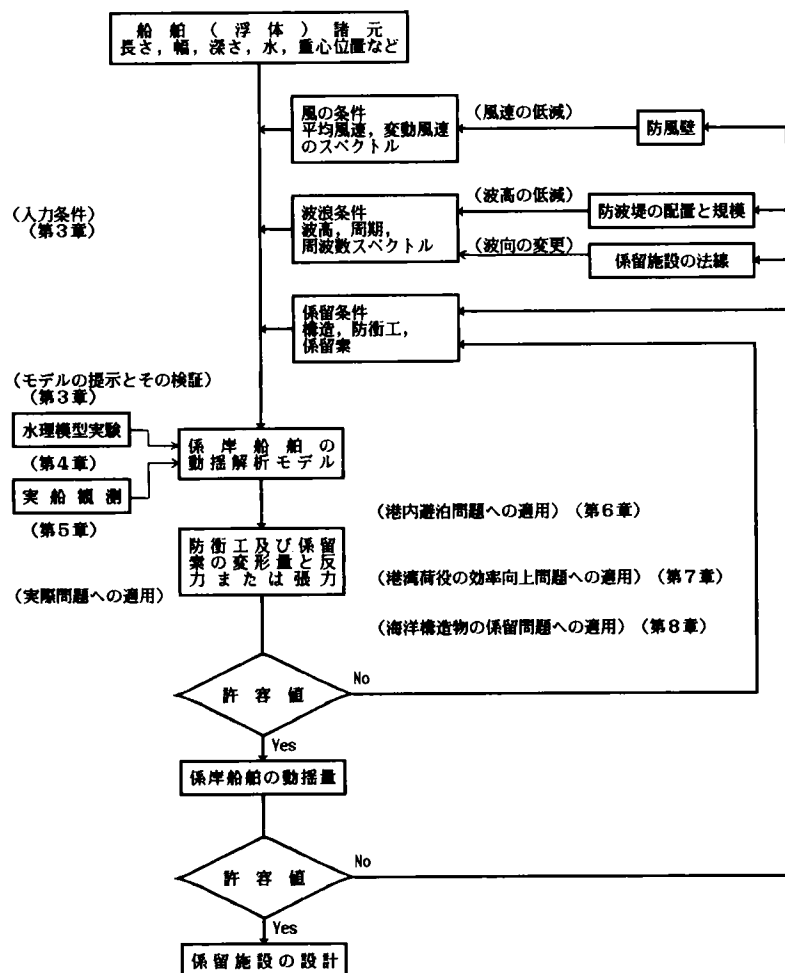 船舶(浮体)諸元
長さ,幅,深さ,水,重心位置など
風の条件
平均風速,変動風速
のスペクトル
(風速の低減)
防風壁
(入力条件)
(第3章)
波浪条件
波高,周期,
周波数スペクトル
(波高の低減)
防波堤の配置と規模
(波向の変更)
係留施設の法線
係留条件
構造,防衝工,
係留索
(モデルの提示とその検証)
(第3章)
水理模型実験
(第4章)
実船観測
(第5章)
係岸船舶の
動揺解析モデル
(港内避泊問題への適用)(第6章)
防衝工及び係留
索の変形量と反
力または張力
(港湾荷役の効率向上問題への適用)(第7章)
(実際問題への適用)
(海洋構造物の係留問題への適用)(第8章)
許容値
No
Yes
係岸船舶の動揺量
許容値
No
Yes
係留施設の設計